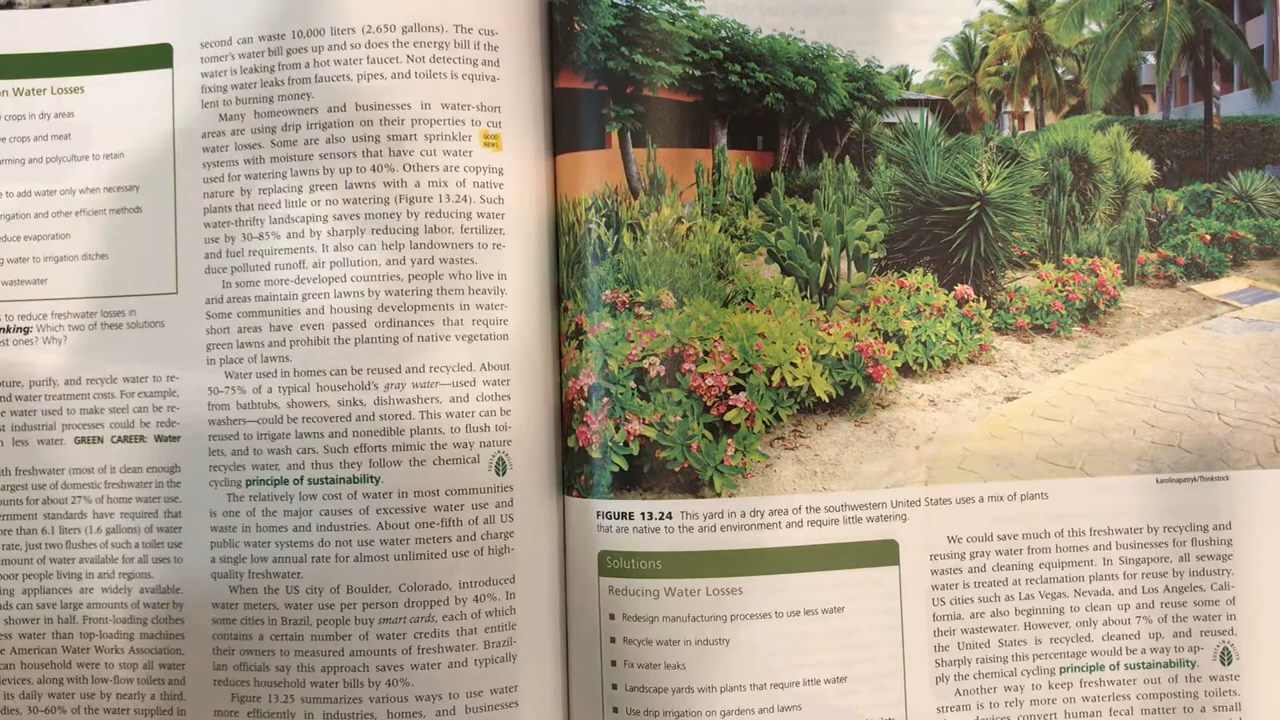 n Water Losses
crops in dry areas
e crops and meat
rming and polyculture to retain
e to add water only when necessary
rigation and other efficient methods
educe evaporation
g water to irrigation ditches
wastewater
to reduce freshwater losses in
nking: Which two of these solutions
est ones? Why?
pture, purify, and recycle water to re-
nd water treatment costs. For example,
e water used to make steel can be re-
st industrial processes could be rede-
n less water. GREEN CAREER: Water
ith freshwater (most of it clean enough
argest use of domestic freshwater in the
ounts for about 27% of home water use.
ernment standards have required that
ore than 6.1 liters (1.6 gallons) of water
rate, just two flushes of such a toilet use
mount of water available for all uses to
poor people living in arid regions.
ing appliances are widely available.
ds can save large amounts of water by
shower in half. Front-loading clothes
ess water than top-loading machines
e American Water Works Association,
can household were to stop all water
devices, along with low-flow toilets and
its daily water use by nearly a third.
dies, 30–60% of the water supplied in
second can waste 10,000 liters (2,650 gallons). The cus-
tomer's water bill goes up and so does the energy bill if the
water is leaking from a hot water faucet. Not detecting and
fixing water leaks from faucets, pipes, and toilets is equiva-
lent to burning money.
Many homeowners and businesses in water-short
areas are using drip irrigation on their properties to cut
water losses. Some are also using smart sprinkler
systems with moisture sensors that have cut water
GOOD
NEWS
used for watering lawns by up to 40%. Others are copying
nature by replacing green lawns with a mix of native
plants that need little or no watering (Figure 13.24). Such
water-thrifty landscaping saves money by reducing water
use by 30–85% and by sharply reducing labor, fertilizer,
and fuel requirements. It also can help landowners to re-
duce polluted runoff, air pollution, and yard wastes.
In some more-developed countries, people who live in
arid areas maintain green lawns by watering them heavily.
Some communities and housing developments in water-
short areas have even passed ordinances that require
green lawns and prohibit the planting of native vegetation
in place of lawns.
Water used in homes can be reused and recycled. About
50–75% of a typical household's gray water—used water
from bathtubs, showers, sinks, dishwashers, and clothes
washers—could be recovered and stored. This water can be
reused to irrigate lawns and nonedible plants, to flush toi-
lets, and to wash cars. Such efforts mimic the way nature
recycles water, and thus they follow the chemical
cycling principle of sustainability.
SUSTAINABILITY
The relatively low cost of water in most communities
is one of the major causes of excessive water use and
waste in homes and industries. About one-fifth of all US
public water systems do not use water meters and charge
a single low annual rate for almost unlimited use of high-
quality freshwater.
When the US city of Boulder, Colorado, introduced
water meters, water use per person dropped by 40%. In
some cities in Brazil, people buy smart cards, each of which
contains a certain number of water credits that entitle
their owners to measured amounts of freshwater. Brazil-
ian officials say this approach saves water and typically
reduces household water bills by 40%.
Figure 13.25 summarizes various ways to use water
more efficiently in industries, homes, and businesses
karolinapatryk/Thinkstock
FIGURE 13.24 This yard in a dry area of the southwestern United States uses a mix of plants
that are native to the arid environment and require little watering.
Solutions
Reducing Water Losses
■ Redesign manufacturing processes to use less water
■ Recycle water in industry
■ Fix water leaks
■ Landscape yards with plants that require little water
■ Use drip irrigation on gardens and lawns
We could save much of this freshwater by recycling and
reusing gray water from homes and businesses for flushing
wastes and cleaning equipment. In Singapore, all sewage
water is treated at reclamation plants for reuse by industry.
US cities such as Las Vegas, Nevada, and Los Angeles, Cali-
fornia, are also beginning to clean up and reuse some of
their wastewater. However, only about 7% of the water in
the United States is recycled, cleaned up, and reused.
Sharply raising this percentage would be a way to ap-
ply the chemical cycling principle of sustainability.
SUSTAINABILITY
Another way to keep freshwater out of the waste
stream is to rely more on waterless composting toilets.
devices convert human fecal matter to a small